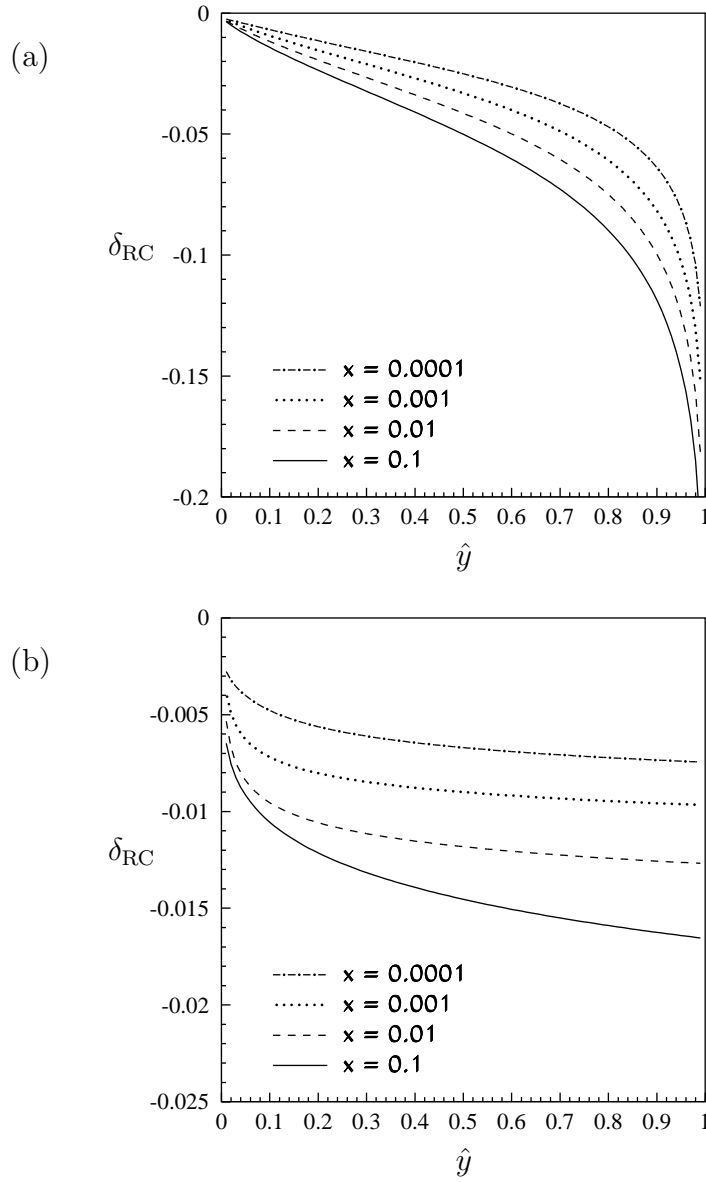 (a)
0
-0.05
δRC
-0.1
-0.15
-0.2
x = 0.0001
x = 0.001
x = 0.01
x = 0.1
0 0.1 0.2 0.3 0.4 0.5 0.6 0.7 0.8 0.9 1
ŷ
(b)
0
-0.005
-0.01
δRC
-0.015
-0.02
-0.025
x = 0.0001
x = 0.001
x = 0.01
x = 0.1
0 0.1 0.2 0.3 0.4 0.5 0.6 0.7 0.8 0.9 1
ŷ